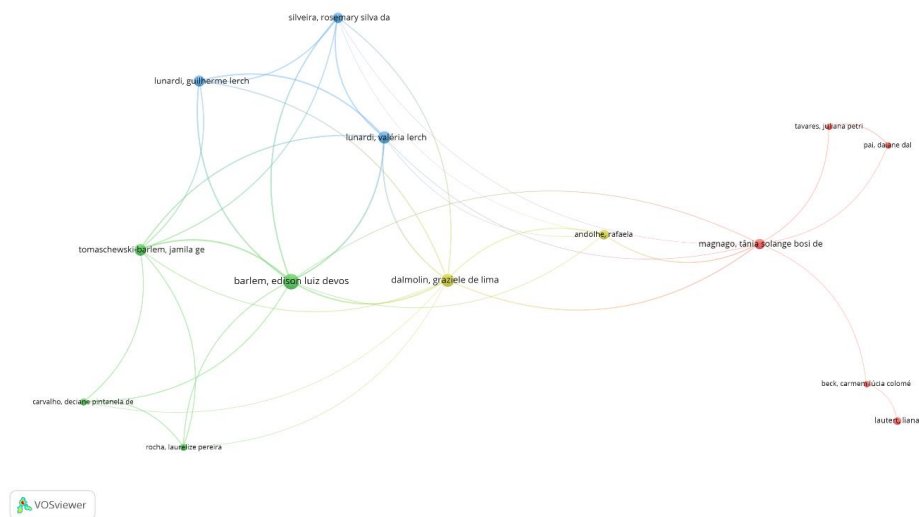 silveira, rosemary silva da
lunardi, guilherme lerch
tavares, juliana petri
lunardi, valéria lerch
pai, daiane dal
andolhe, rafaela
magnago, tânia solange bosi de
tomaschewski-barlem, jamila ge
barlem, edison luiz devos
dalmolin, graziele de lima
beck, carmem lúcia colomé
carvalho, deciane pintanela de
lautert, liana
rocha, laurelize pereira
VOSviewer